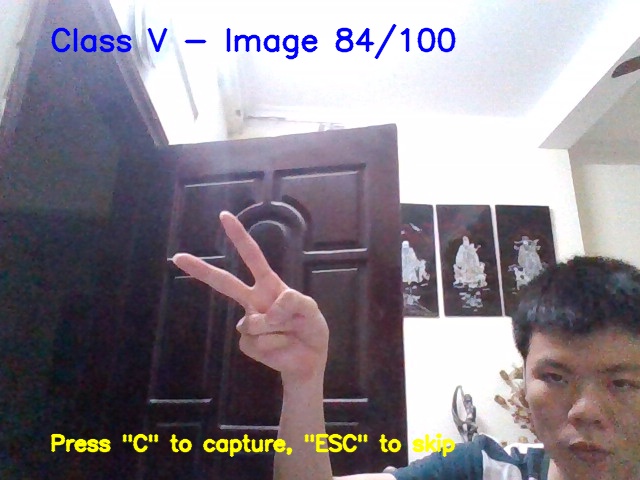 Class V - Image 84/100
Press "C" to capture, "ESC" to skip